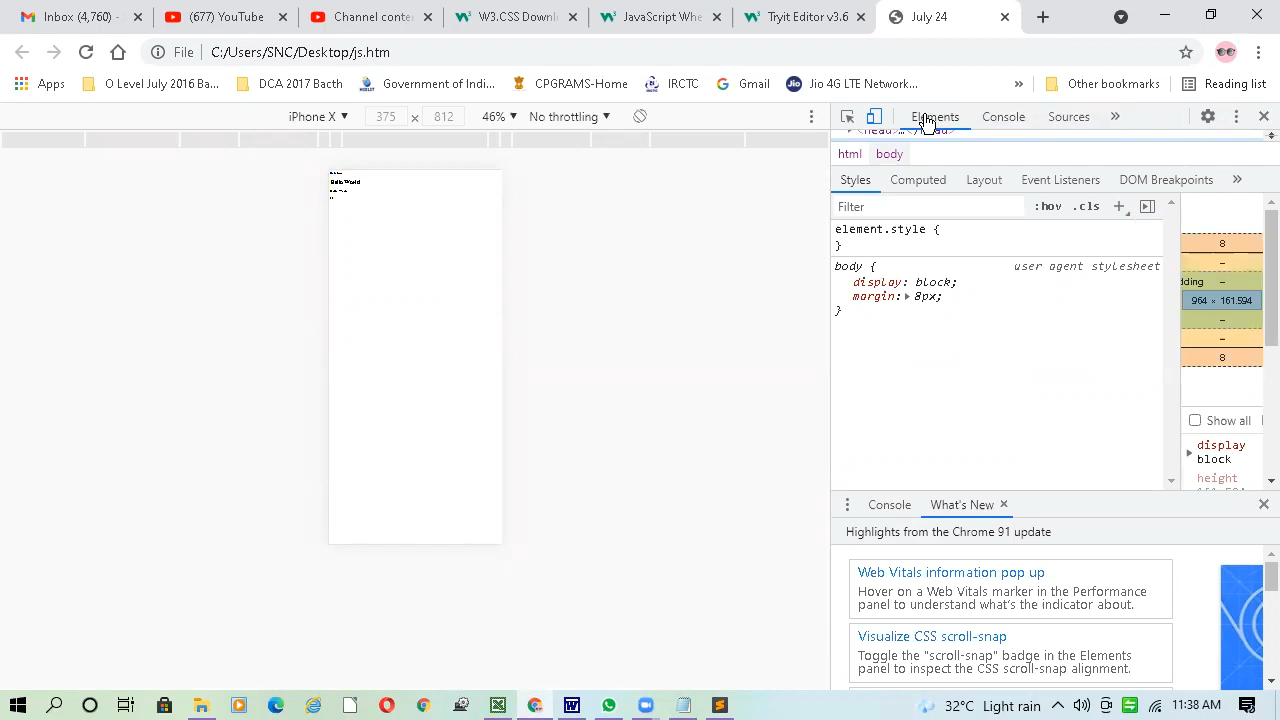 Inbox (4,760) - 
(677) YouTube
Channel conte
W3.CSS Downl
JavaScript Whe
Tryit Editor v3.6
July 24
File
C:/Users/SNC/Desktop/js.htm
Apps
O Level July 2016 Ba...
DCA 2017 Bacth
Government of Indi...
CPGRAMS-Home
IRCTC
Gmail
Jio 4G LTE Network...
»
Other bookmarks
Reading list
iPhone X ▼ 375 × 812 46% ▼ No throttling ▼
Elements Console Sources »
<head>…</head>
html body
Styles Computed Layout Event Listeners DOM Breakpoints »
Filter :hov .cls +
element.style {
}
body { user agent stylesheet
display: block;
margin: 8px;
}
8
–
dding –
964 × 161.594
–
–
8
Show all
display
block
height
Hello World
Console What's New ×
Highlights from the Chrome 91 update
Web Vitals information pop up
Hover on a Web Vitals marker in the Performance
panel to understand what's the indicator about.
Visualize CSS scroll-snap
Toggle the "scroll-snap" badge in the Elements
panel to inspect the CSS scroll-snap alignment.
32°C Light rain
11:38 AM